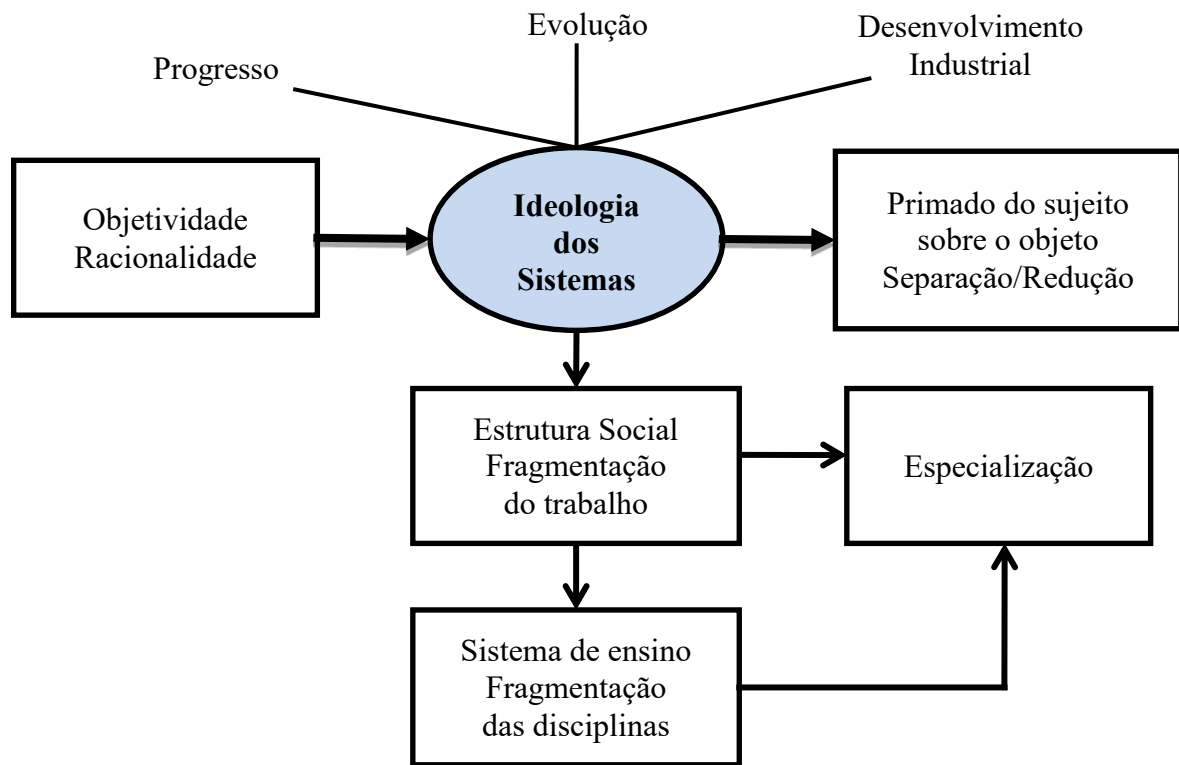 Evolução
Desenvolvimento
Industrial
Progresso
Objetividade
Racionalidade
Ideologia
dos
Sistemas
Primado do sujeito
sobre o objeto
Separação/Redução
Estrutura Social
Fragmentação
do trabalho
Especialização
Sistema de ensino
Fragmentação
das disciplinas